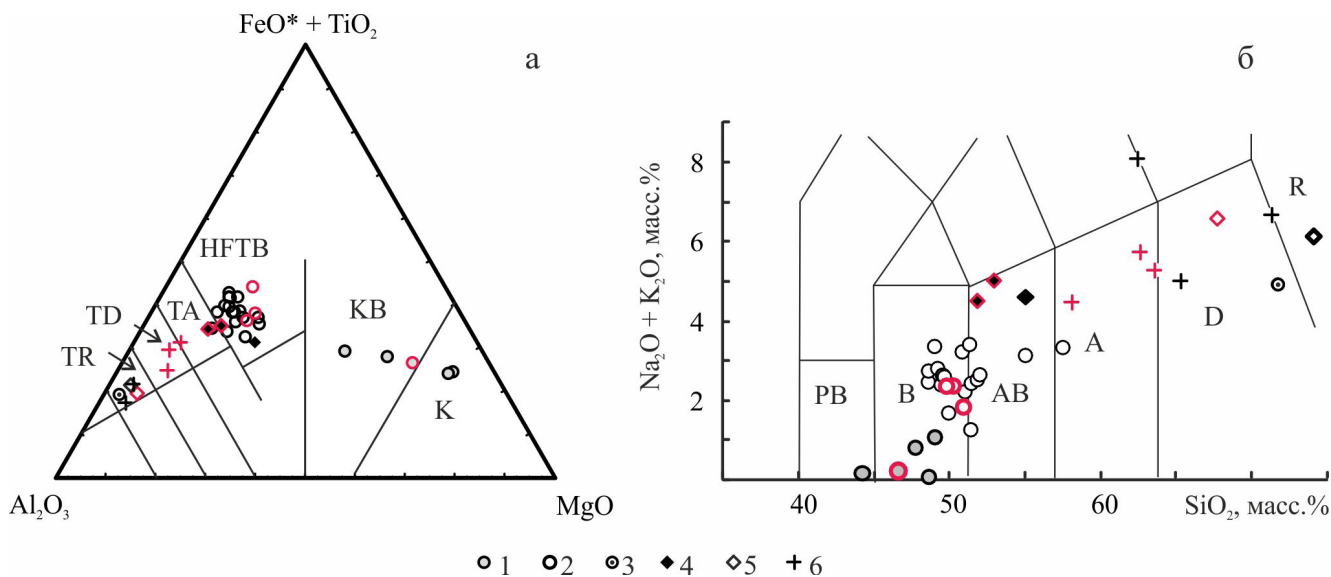 FeO* + TiO₂
а
HFTB
TA
TD
TR
KB
K
Al₂O₃
MgO
б
Na₂O + K₂O, масс.%
8
6
4
2
PB
B
AB
A
D
R
40
50
60
SiO₂, масс.%
1 2 3 4 5 6